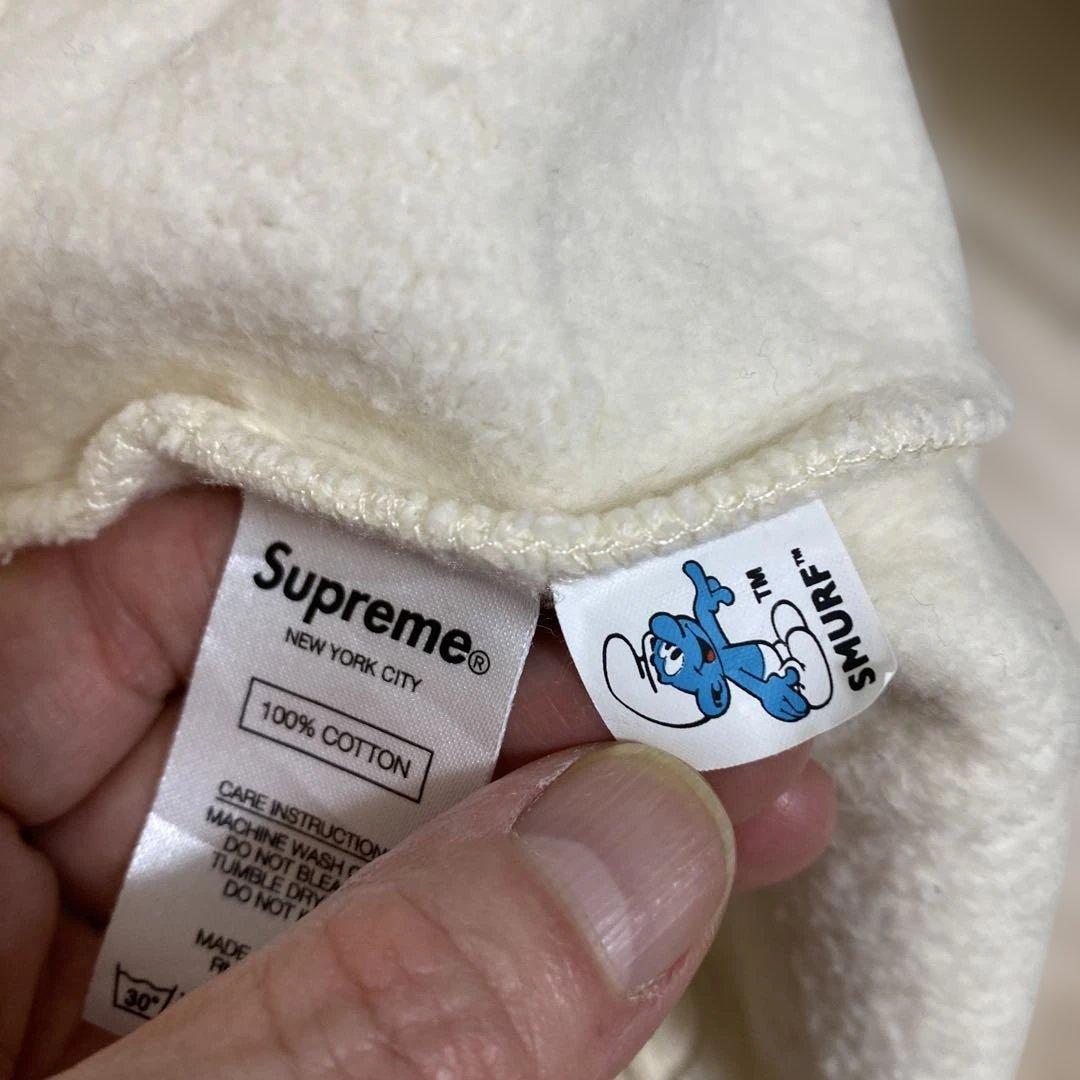 Supreme®
NEW YORK CITY
100% COTTON
CARE INSTRUCTION
MACHINE WASH
DO NOT
TUMBLE DRY
DO NOT
MADE
30°
TM
SMURF™